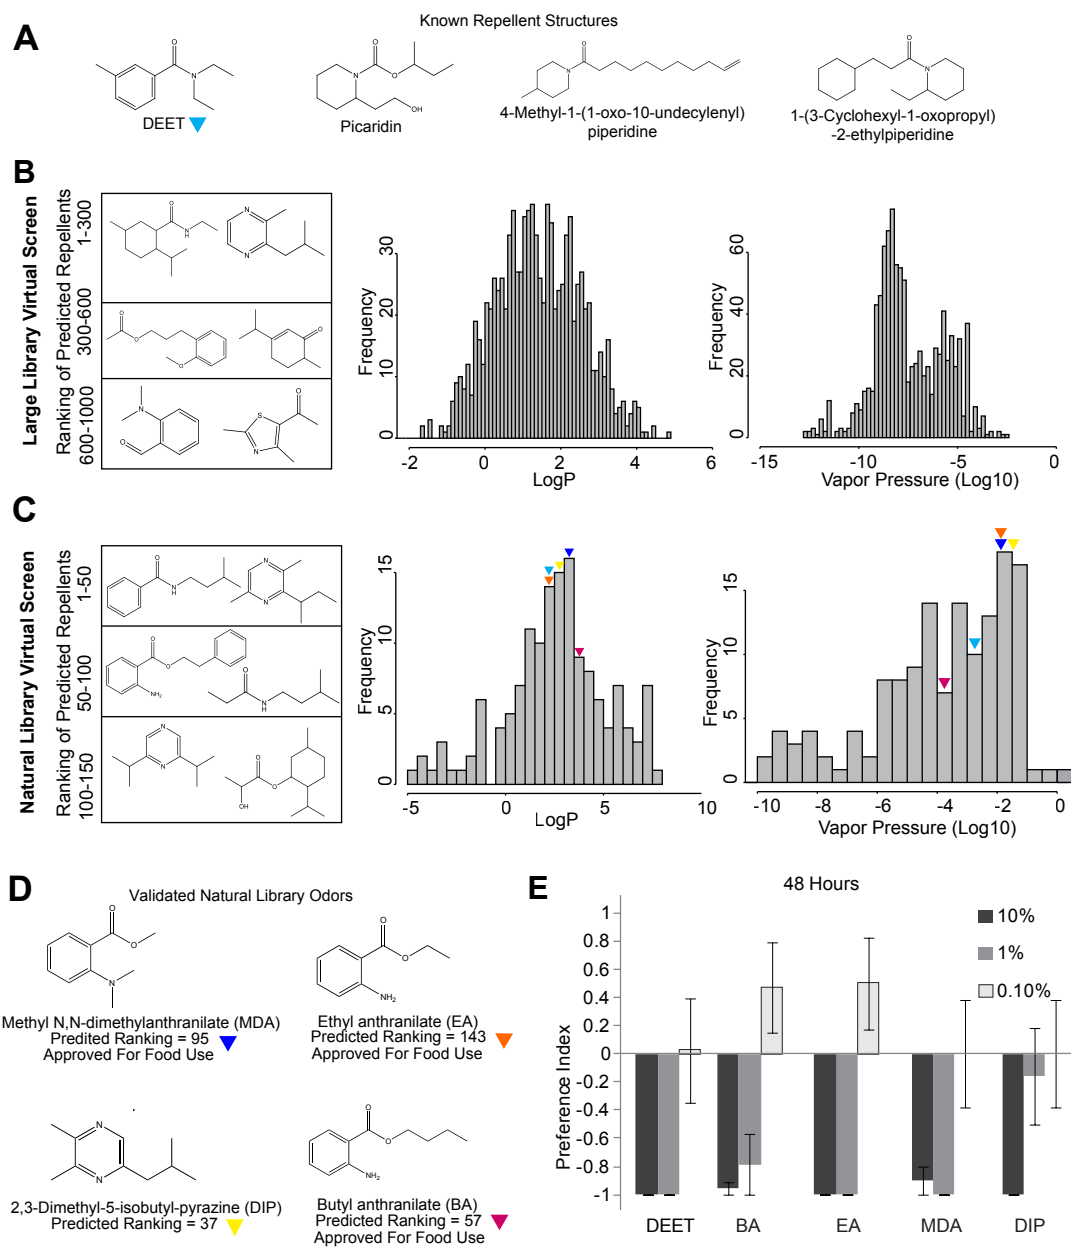 A
Known Repellent Structures
O
N
DEET
O
N
O
OH
Picaridin
O
N
4-Methyl-1-(1-oxo-10-undecylenyl)
piperidine
O
N
1-(3-Cyclohexyl-1-oxopropyl)
-2-ethylpiperidine
B
Large Library Virtual Screen
Ranking of Predicted Repellents
1-300
300-600
600-1000
O
N
H
N
N
O
O
O
O
N
O
S
N
O
Frequency
0
10
20
30
-2
0
2
4
6
LogP
Frequency
0
20
40
60
-15
-10
-5
0
Vapor Pressure (Log10)
C
Natural Library Virtual Screen
Ranking of Predicted Repellents
1-50
50-100
100-150
O
N
H
N
N
O
O
NH₂
O
N
H
N
N
O
O
OH
Frequency
0
5
10
15
-5
0
5
10
LogP
Frequency
0
5
10
15
-10
-8
-6
-4
-2
0
Vapor Pressure (Log10)
D
Validated Natural Library Odors
O
O
N
Methyl N,N-dimethylanthranilate (MDA)
Predited Ranking = 95
Approved For Food Use
O
O
NH₂
Ethyl anthranilate (EA)
Predicted Ranking = 143
Approved For Food Use
N
N
2,3-Dimethyl-5-isobutyl-pyrazine (DIP)
Predicted Ranking = 37
O
O
NH₂
Butyl anthranilate (BA)
Predicted Ranking = 57
Approved For Food Use
E
48 Hours
10%
1%
0.10%
Preference Index
1
0.8
0.6
0.4
0.2
0
-0.2
-0.4
-0.6
-0.8
-1
DEET
BA
EA
MDA
DIP